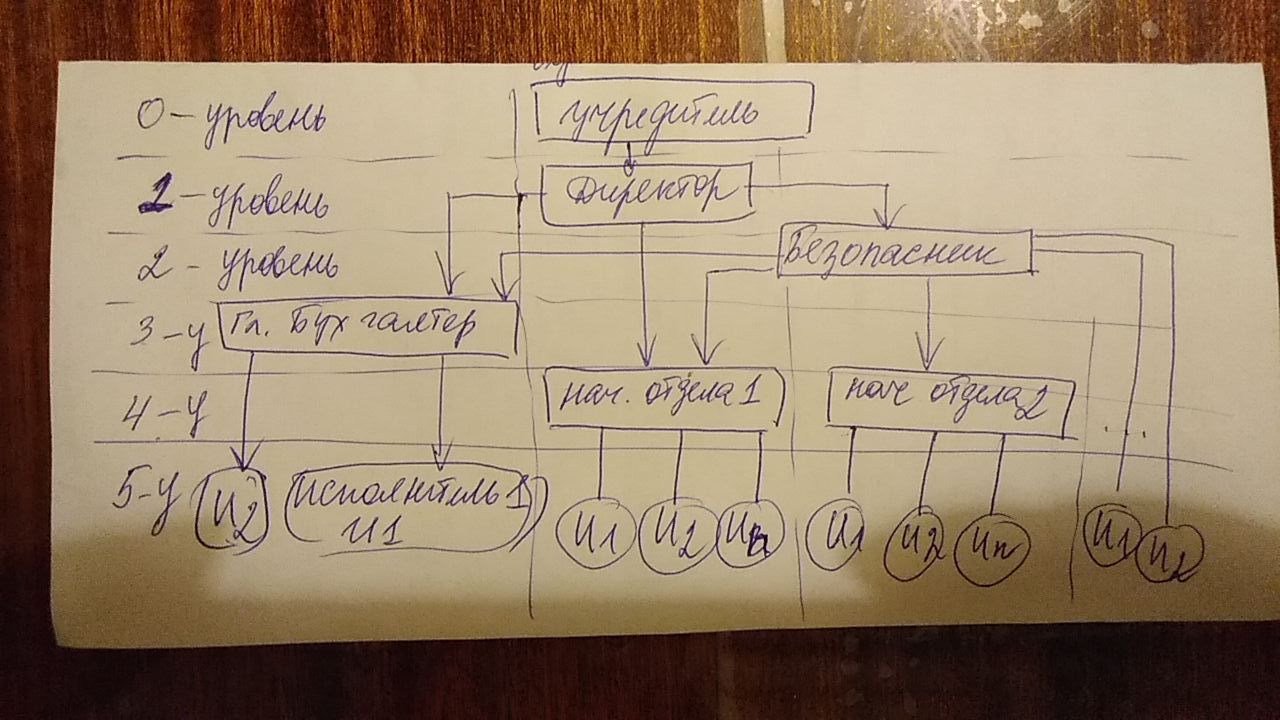 0 - уровень
учредитель
1 - уровень
Директор
2 - уровень
Безопасник
3 - у
Гл. Бухгалтер
4 - у
нач. отдела 1
нач отдела 2
...
5 - у
И2
исполнитель 1
И1
И1
И2
Иn
И1
И2
Иn
И1
И2